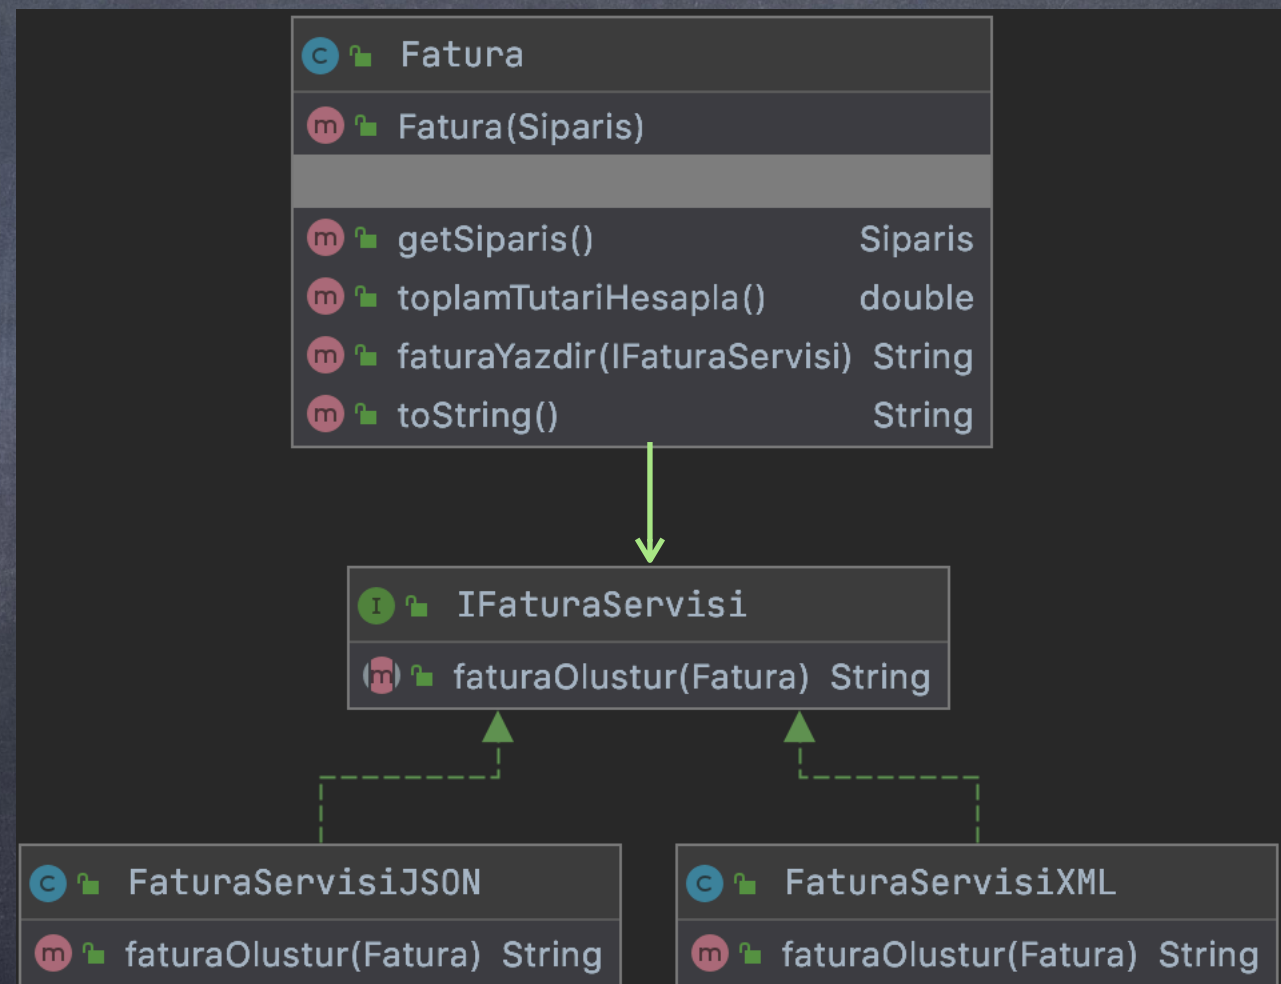 C Fatura
m Fatura(Siparis)
m getSiparis() Siparis
m toplamTutariHesapla() double
m faturaYazdir(IFaturaServisi) String
m toString() String
I IFaturaServisi
m faturaOlustur(Fatura) String
C FaturaServisiJSON
m faturaOlustur(Fatura) String
C FaturaServisiXML
m faturaOlustur(Fatura) String